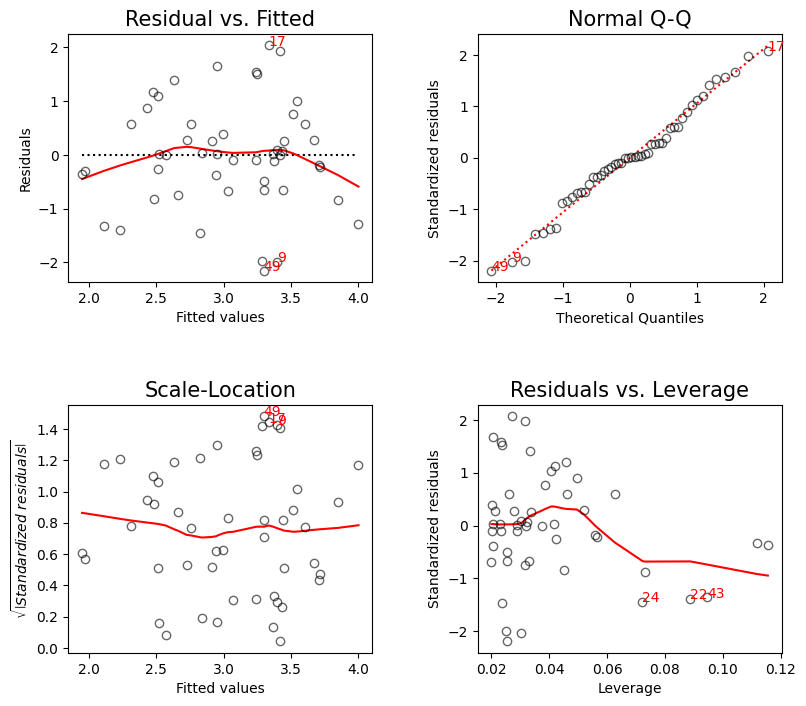 Residual vs. Fitted
Residuals
2
1
0
−1
−2
17
9
49
2.0 2.5 3.0 3.5 4.0
Fitted values
Normal Q-Q
Standardized residuals
2
1
0
−1
−2
17
9
49
−2 −1 0 1 2
Theoretical Quantiles
Scale-Location
√|Standardized residuals|
1.4
1.2
1.0
0.8
0.6
0.4
0.2
0.0
49
17
9
2.0 2.5 3.0 3.5 4.0
Fitted values
Residuals vs. Leverage
Standardized residuals
2
1
0
−1
−2
24
22
43
0.02 0.04 0.06 0.08 0.10 0.12
Leverage